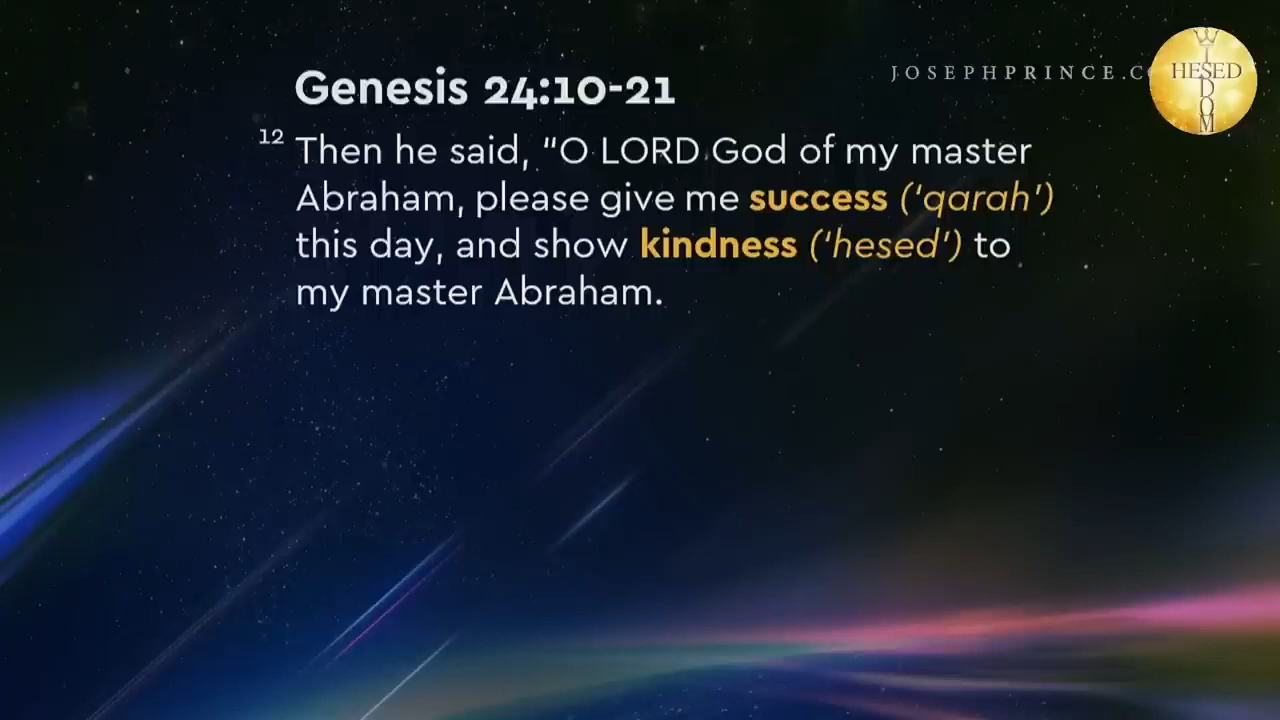 Genesis 24:10-21
JOSEPHPRINCE.C
HESED
WISDOM
12 Then he said, “O LORD God of my master
Abraham, please give me success (‘qarah’)
this day, and show kindness (‘hesed’) to
my master Abraham.